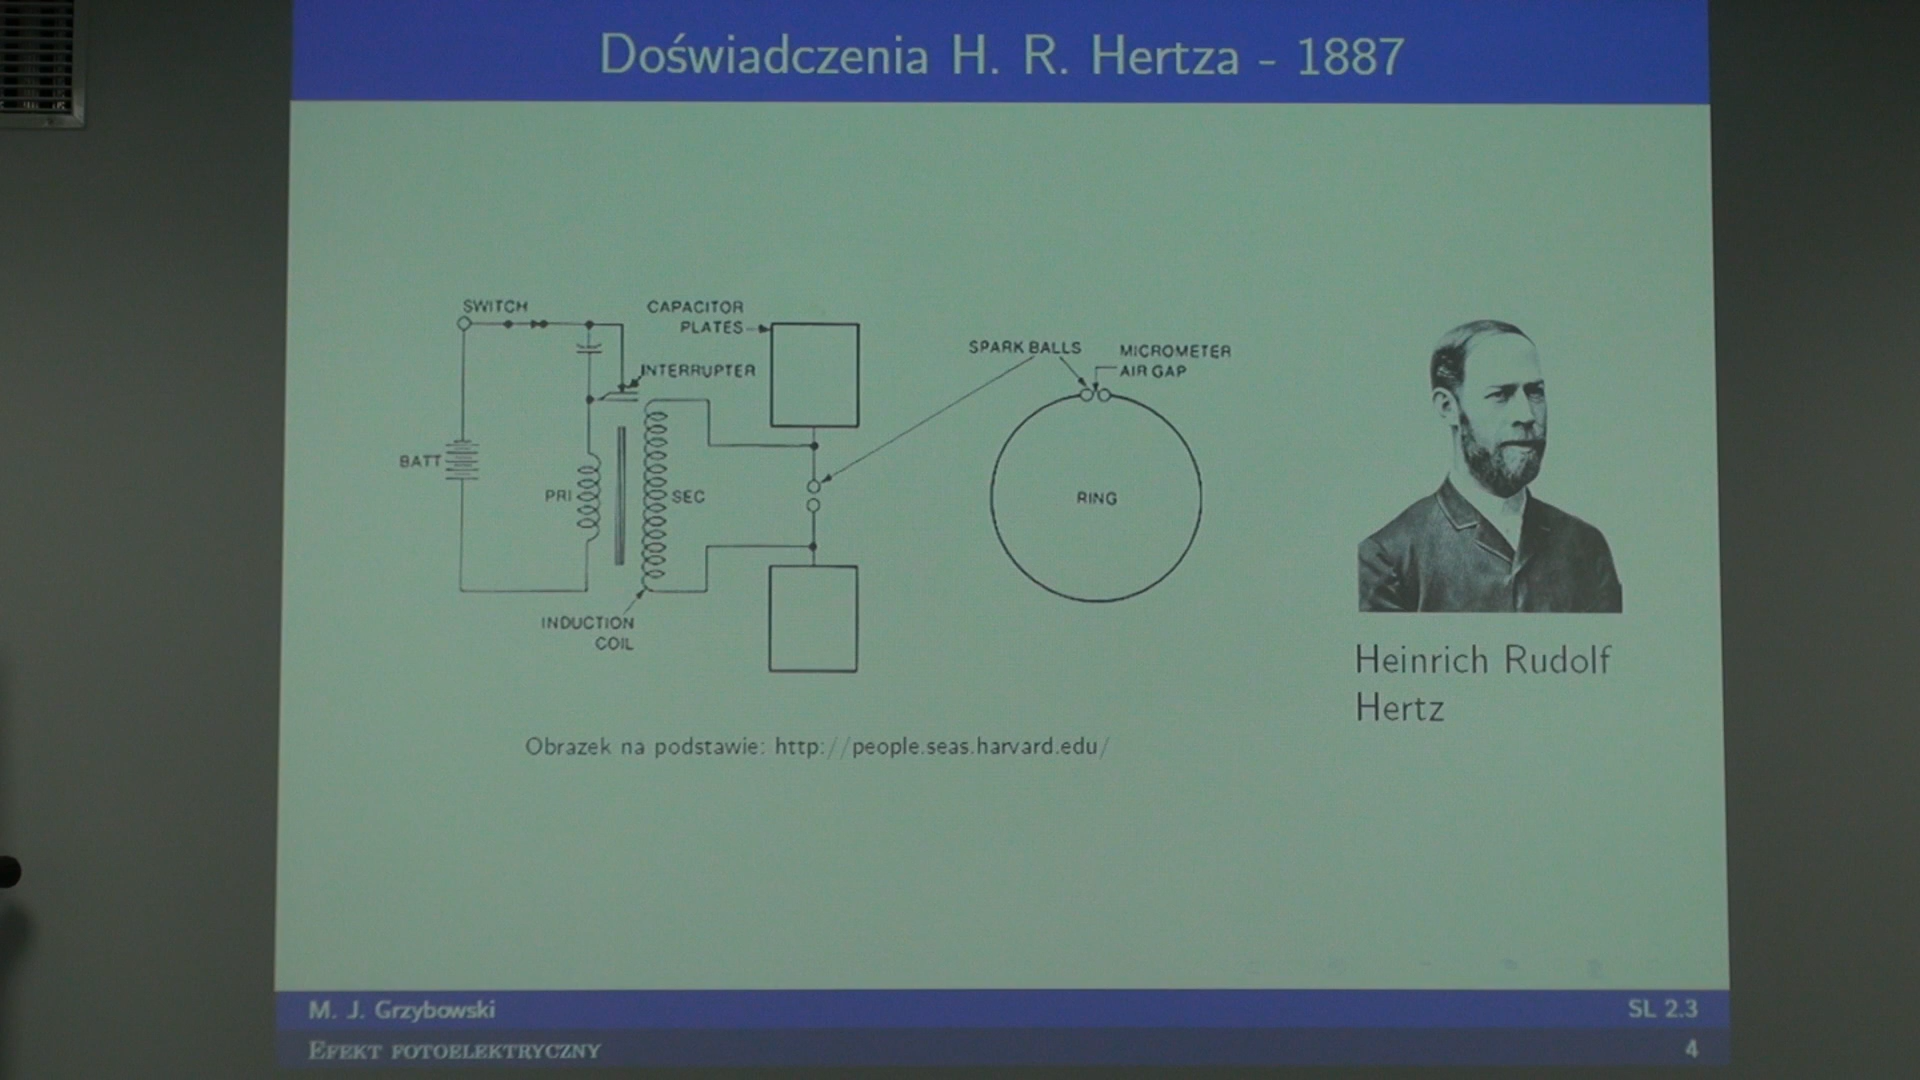 Doświadczenia H. R. Hertza - 1887
SWITCH
CAPACITOR
PLATES
INTERRUPTER
BATT
PRI
SEC
INDUCTION
COIL
SPARK BALLS
MICROMETER
AIR GAP
RING
Heinrich Rudolf
Hertz
Obrazek na podstawie: http://people.seas.harvard.edu/
M. J. Grzybowski
SL 2.3
EFEKT FOTOELEKTRYCZNY
4